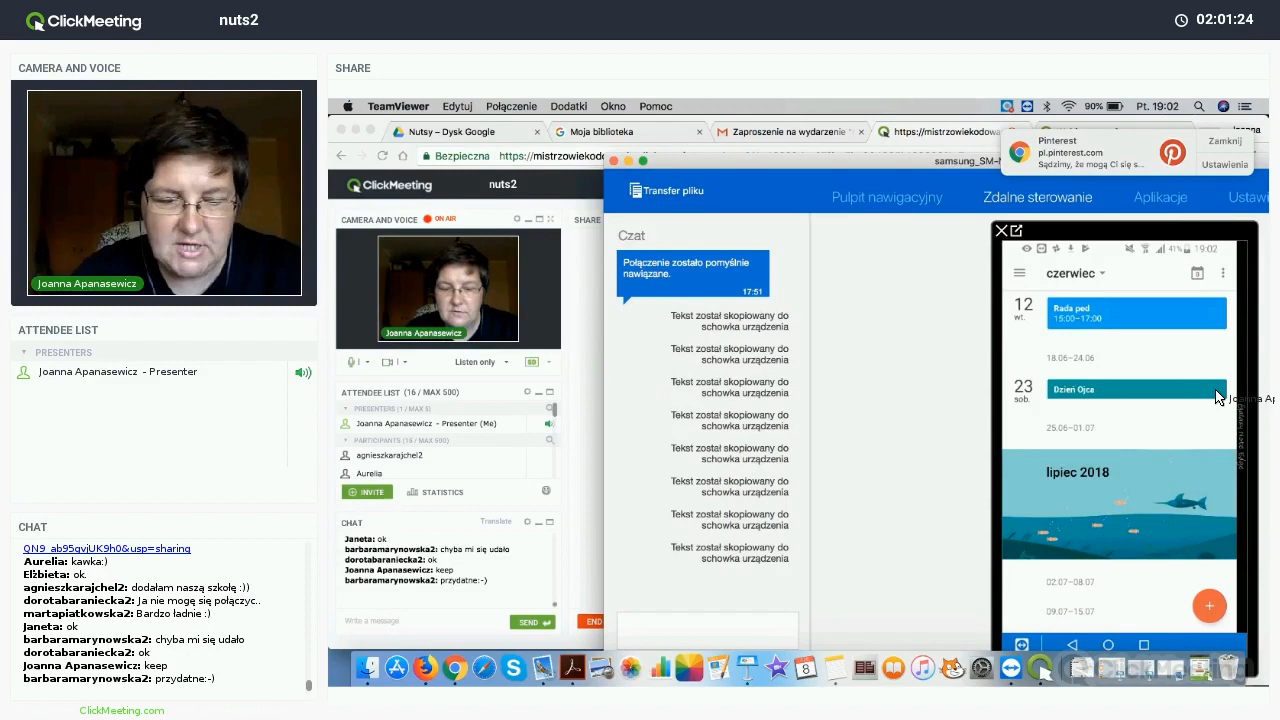 ClickMeeting
nuts2
02:01:24
CAMERA AND VOICE
Joanna Apanasewicz
ATTENDEE LIST
PRESENTERS
Joanna Apanasewicz - Presenter
CHAT
QN9_ab95qvjUK9h0&usp=sharing
Aurelia: kawka:)
Elżbieta: ok.
agnieszkarajchel2: dodałam naszą szkołę :))
dorotabaraniecka2: Ja nie mogę się połączyc..
martapiatkowska2: Bardzo ładnie :)
Janeta: ok
barbaramarynowska2: chyba mi się udało
dorotabaraniecka2: ok
Joanna Apanasewicz: keep
barbaramarynowska2: przydatne:-)
ClickMeeting.com
SHARE
TeamViewer Edytuj Połączenie Dodatki Okno Pomoc
90% Pt. 19:02
Nutsy – Dysk Google
Moja biblioteka
Zaproszenie na wydarzenie
https://mistrzowiekodowa
Joanna
Bezpieczna https://mistrzowiekodo
samsung_SM-
Pinterest
pl.pinterest.com
Sądzimy, że mogą Ci się s...
Zamknij
Ustawienia
ClickMeeting
nuts2
CAMERA AND VOICE ON AIR
SHARE
Joanna Apanasewicz
Listen only
ATTENDEE LIST (16 / MAX 500)
PRESENTERS (1 / MAX 5)
Joanna Apanasewicz - Presenter (Me)
PARTICIPANTS (15 / MAX 500)
agnieszkarajchel2
Aurelia
INVITE
STATISTICS
CHAT
Translate
Janeta: ok
barbaramarynowska2: chyba mi się udało
dorotabaraniecka2: ok
Joanna Apanasewicz: keep
barbaramarynowska2: przydatne:-)
Write a message
SEND
END
Transfer pliku
Pulpit nawigacyjny
Zdalne sterowanie
Aplikacje
Ustawi
Czat
Połączenie zostało pomyślnie
nawiązane.
17:51
Tekst został skopiowany do
schowka urządzenia
Tekst został skopiowany do
schowka urządzenia
Tekst został skopiowany do
schowka urządzenia
Tekst został skopiowany do
schowka urządzenia
Tekst został skopiowany do
schowka urządzenia
Tekst został skopiowany do
schowka urządzenia
Tekst został skopiowany do
schowka urządzenia
Tekst został skopiowany do
schowka urządzenia
41% 19:02
czerwiec
12
wt.
Rada ped
15:00–17:00
18.06–24.06
23
sob.
Dzień Ojca
Joanna Ap
25.06–01.07
lipiec 2018
02.07–08.07
09.07–15.07